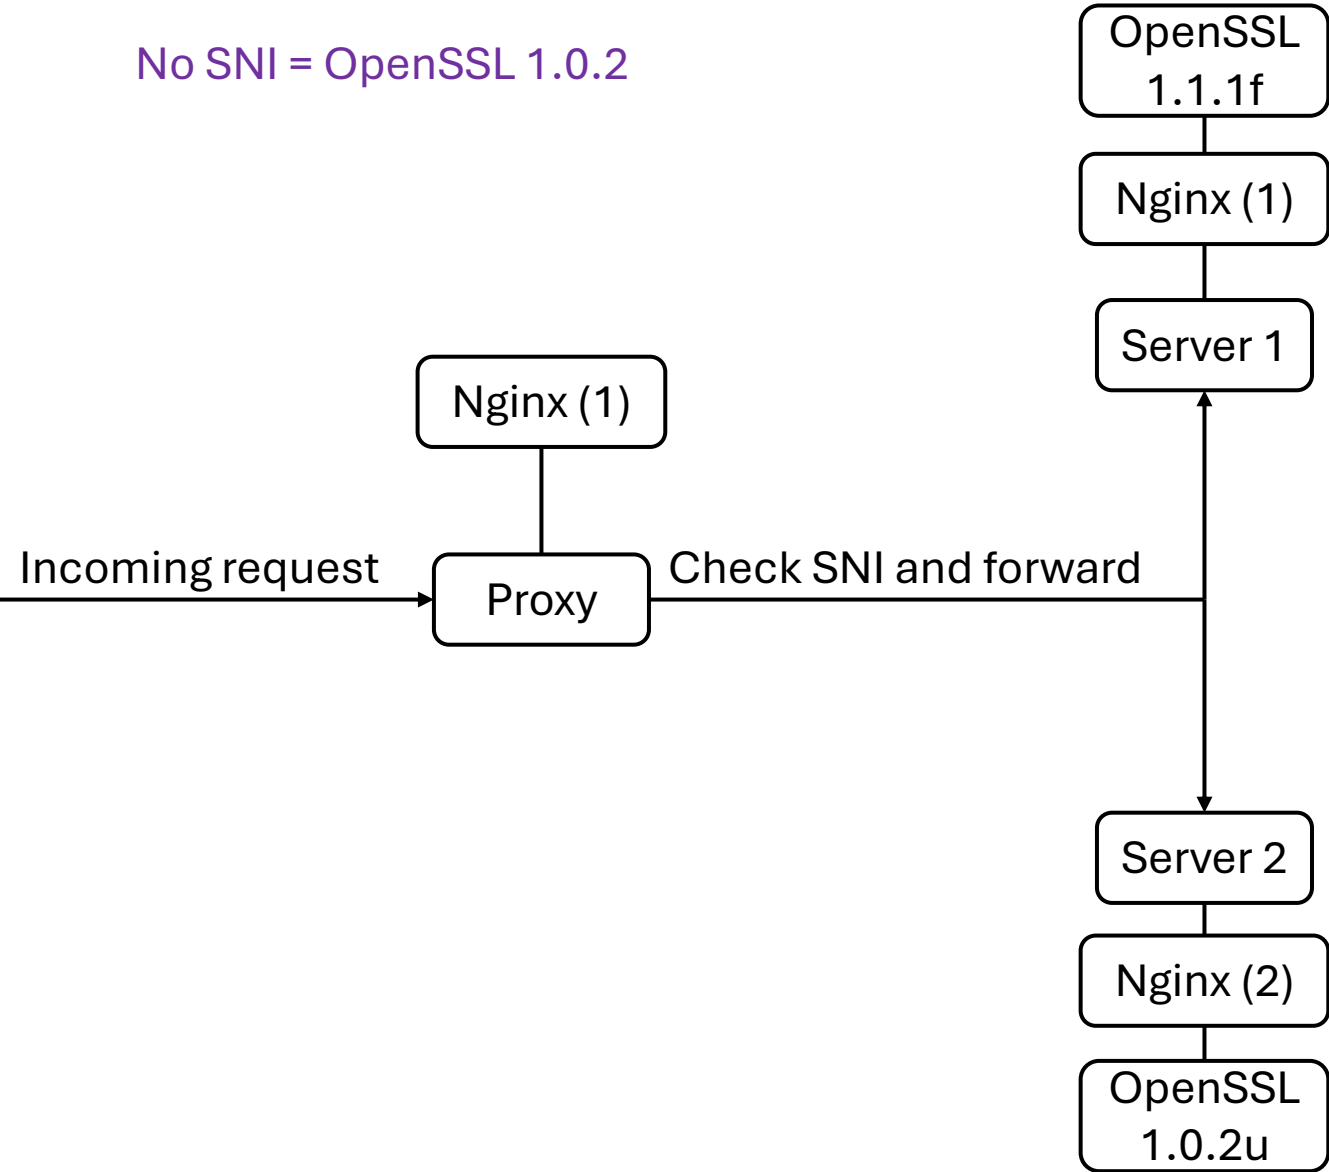 No SNI = OpenSSL 1.0.2
OpenSSL
1.1.1f
Nginx (1)
Server 1
Nginx (1)
Incoming request
Proxy
Check SNI and forward
Server 2
Nginx (2)
OpenSSL
1.0.2u